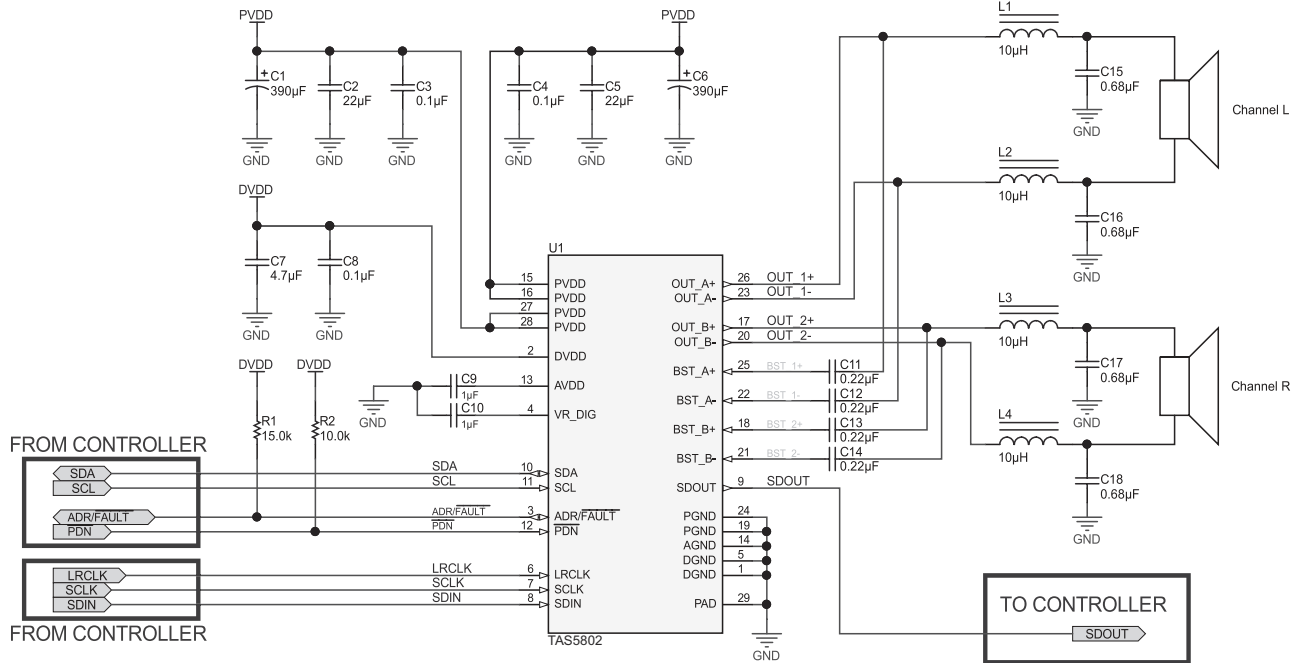 PVDD
PVDD
C1
390µF
C2
22µF
C3
0.1µF
C4
0.1µF
C5
22µF
C6
390µF
GND
GND
GND
GND
GND
GND
L1
10µH
C15
0.68µF
GND
Channel L
L2
10µH
C16
0.68µF
GND
DVDD
C7
4.7µF
C8
0.1µF
GND
GND
DVDD
DVDD
R1
15.0k
R2
10.0k
GND
C9
1µF
C10
1µF
U1
15 PVDD
16 PVDD
27 PVDD
28 PVDD
2 DVDD
13 AVDD
4 VR_DIG
10 SDA
11 SCL
3 ADR/FAULT
12 PDN
6 LRCLK
7 SCLK
8 SDIN
OUT_A+ 26 OUT_1+
OUT_A- 23 OUT_1-
OUT_B+ 17 OUT_2+
OUT_B- 20 OUT_2-
BST_A+ 25 BST_1+ C11
0.22µF
BST_A- 22 BST_1- C12
0.22µF
BST_B+ 18 BST_2+ C13
0.22µF
BST_B- 21 BST_2- C14
0.22µF
SDOUT 9 SDOUT
PGND 24
PGND 19
AGND 14
DGND 5
DGND 1
PAD 29
GND
TAS5802
L3
10µH
C17
0.68µF
GND
Channel R
L4
10µH
C18
0.68µF
GND
FROM CONTROLLER
SDA SDA
SCL SCL
ADR/FAULT ADR/FAULT
PDN PDN
LRCLK LRCLK
SCLK SCLK
SDIN SDIN
FROM CONTROLLER
TO CONTROLLER
SDOUT